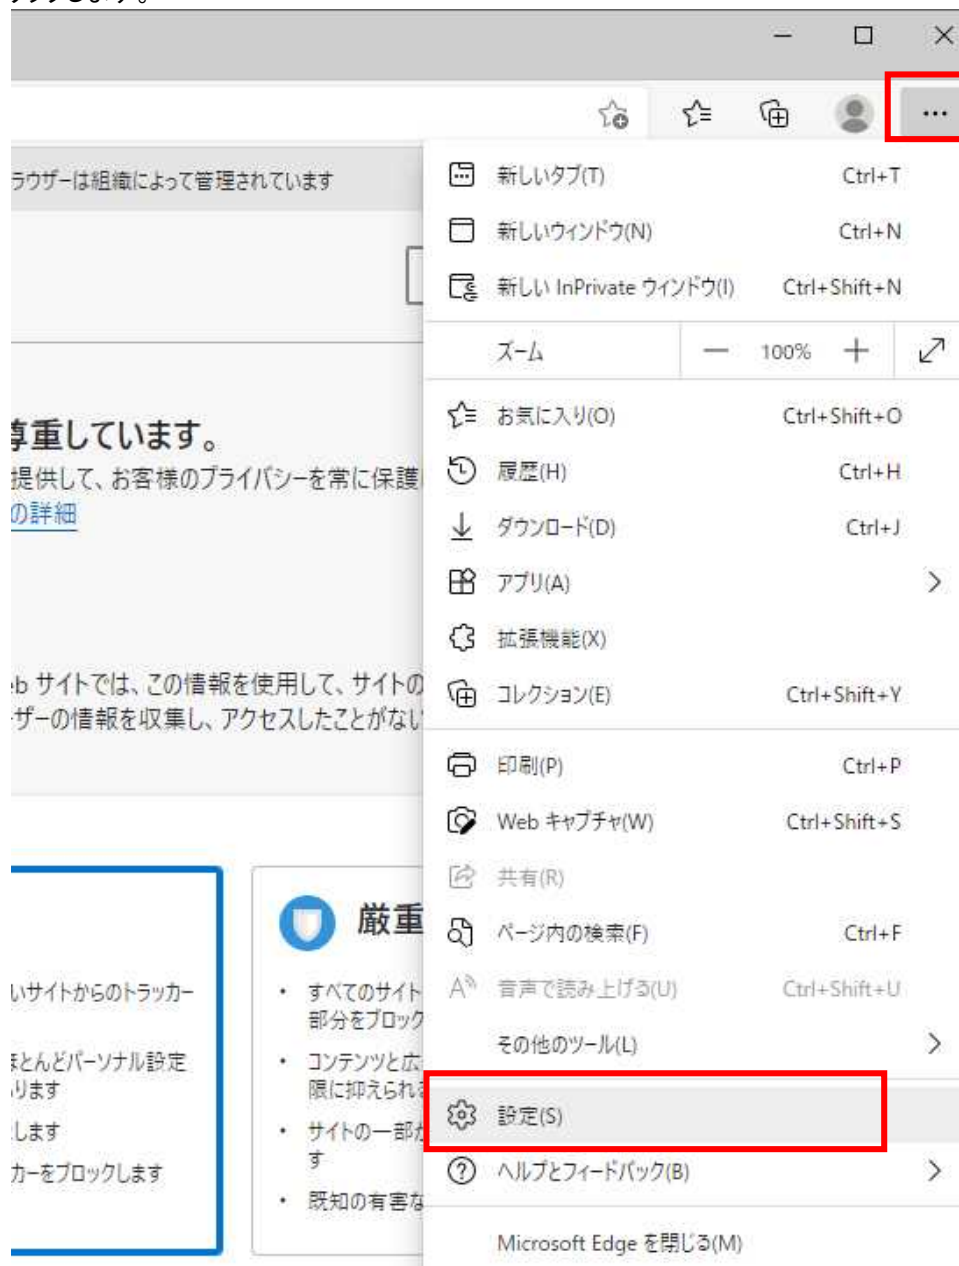 ックします。
ラウザーは組織によって管理されています
尊重しています。
提供して、お客様のプライバシーを常に保護
の詳細
eb サイトでは、この情報を使用して、サイトの
ーザーの情報を収集し、アクセスしたことがない
いサイトからのトラッカー
ほとんどパーソナル設定
ります
します
カーをブロックします
厳重
• すべてのサイト
部分をブロック
• コンテンツと広
限に抑えられ
• サイトの一部が
す
• 既知の有害な
新しいタブ(T) Ctrl+T
新しいウィンドウ(N) Ctrl+N
新しい InPrivate ウィンドウ(I) Ctrl+Shift+N
ズーム — 100% +
お気に入り(O) Ctrl+Shift+O
履歴(H) Ctrl+H
ダウンロード(D) Ctrl+J
アプリ(A)
拡張機能(X)
コレクション(E) Ctrl+Shift+Y
印刷(P) Ctrl+P
Web キャプチャ(W) Ctrl+Shift+S
共有(R)
ページ内の検索(F) Ctrl+F
音声で読み上げる(U) Ctrl+Shift+U
その他のツール(L)
設定(S)
ヘルプとフィードバック(B)
Microsoft Edge を閉じる(M)